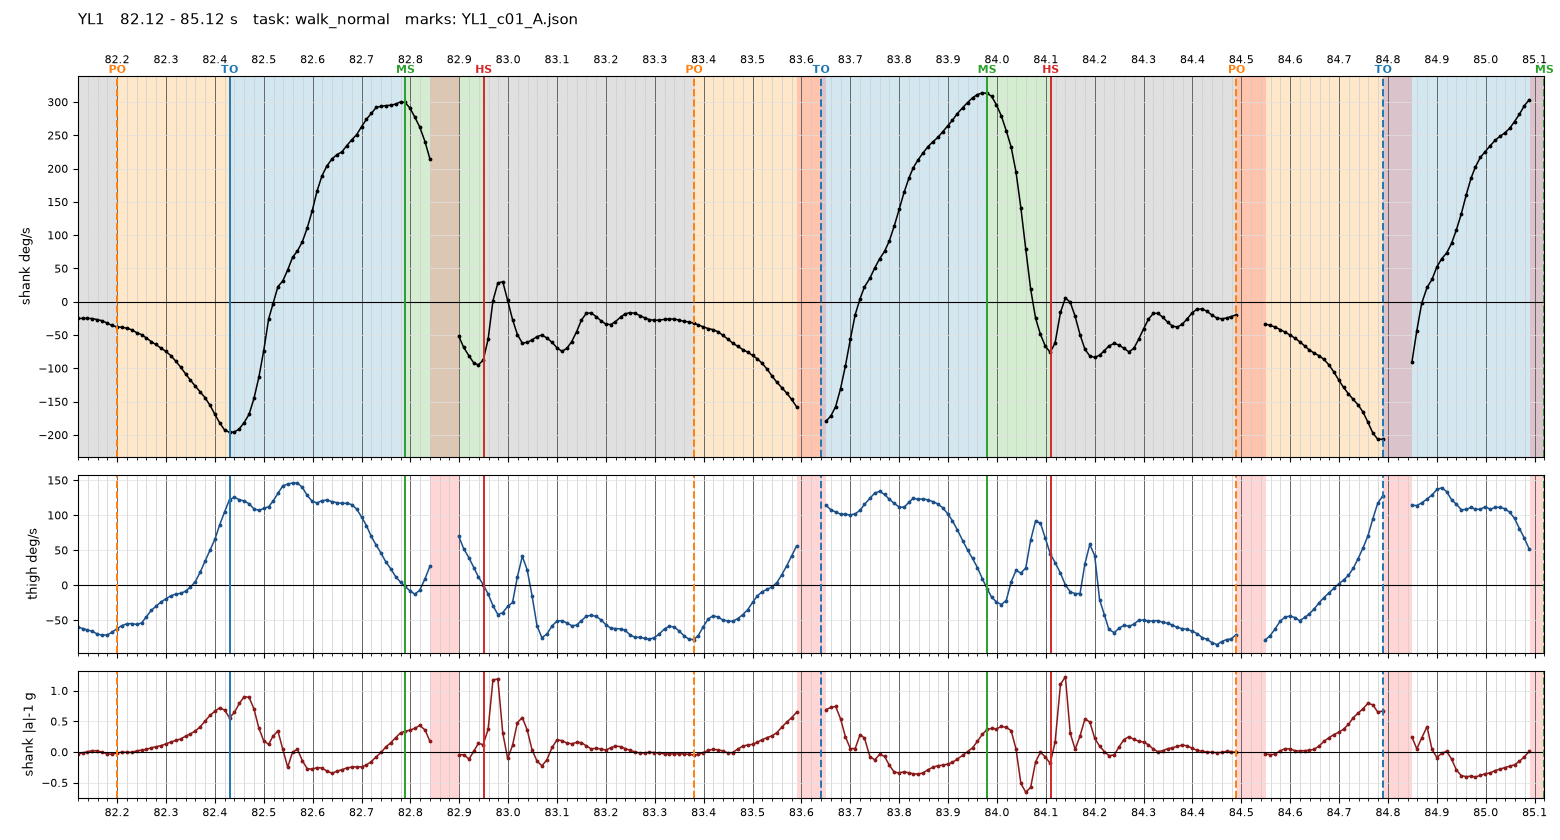 YL1   82.12 - 85.12 s   task: walk_normal   marks: YL1_c01_A.json
82.2 82.3 82.4 82.5 82.6 82.7 82.8 82.9 83.0 83.1 83.2 83.3 83.4 83.5 83.6 83.7 83.8 83.9 84.0 84.1 84.2 84.3 84.4 84.5 84.6 84.7 84.8 84.9 85.0 85.1
PO TO MS HS PO TO MS HS PO TO MS
shank deg/s
300
250
200
150
100
50
0
−50
−100
−150
−200
thigh deg/s
150
100
50
0
−50
shank |a|-1 g
1.0
0.5
0.0
−0.5
82.2 82.3 82.4 82.5 82.6 82.7 82.8 82.9 83.0 83.1 83.2 83.3 83.4 83.5 83.6 83.7 83.8 83.9 84.0 84.1 84.2 84.3 84.4 84.5 84.6 84.7 84.8 84.9 85.0 85.1